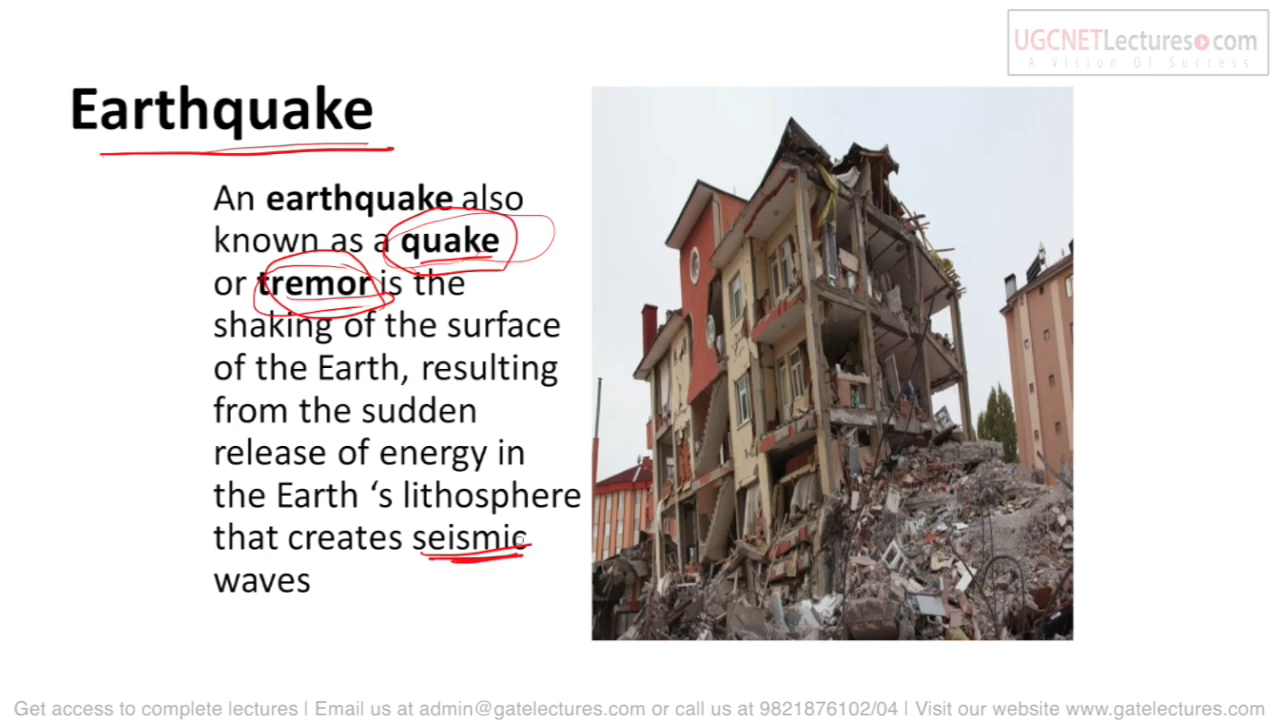 UGCNETLectures.com
A Vision Of Success
Earthquake
An earthquake also
known as a quake
or tremor is the
shaking of the surface
of the Earth, resulting
from the sudden
release of energy in
the Earth ‘s lithosphere
that creates seismic
waves
Get access to complete lectures | Email us at admin@gatelectures.com or call us at 9821876102/04 | Visit our website www.gatelectures.com